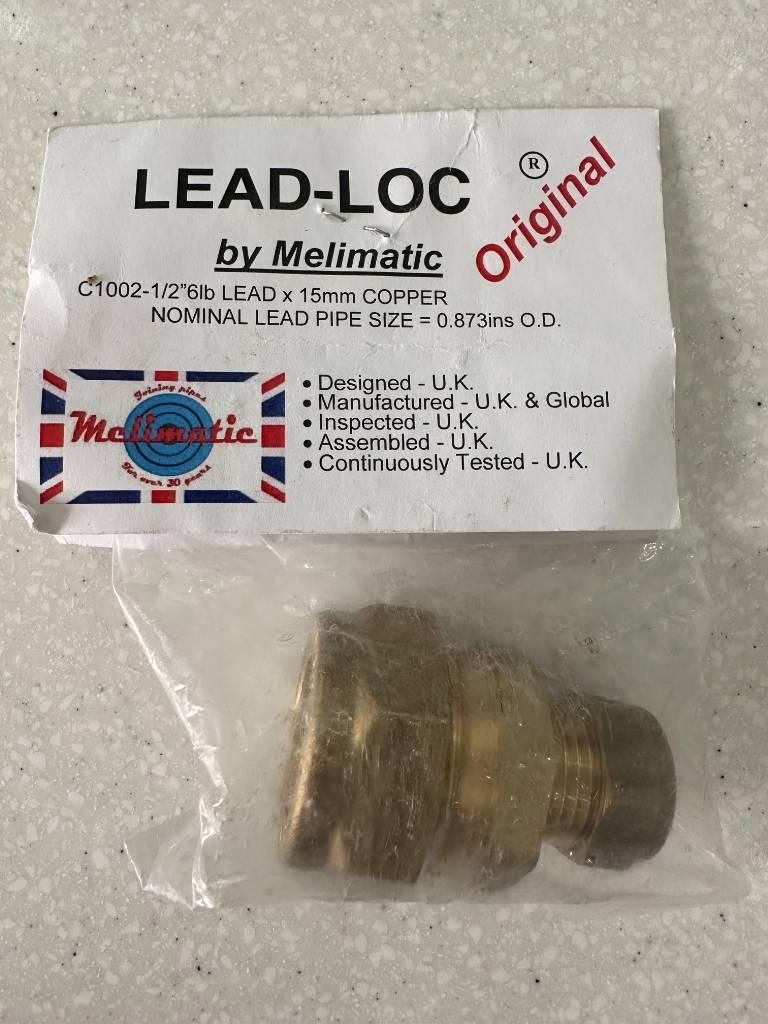 LEAD-LOC ®
Original
by Melimatic
C1002-1/2"6lb LEAD x 15mm COPPER
NOMINAL LEAD PIPE SIZE = 0.873ins O.D.
Joining pipes
Melimatic
For over 30 years
• Designed - U.K.
• Manufactured - U.K. & Global
• Inspected - U.K.
• Assembled - U.K.
• Continuously Tested - U.K.